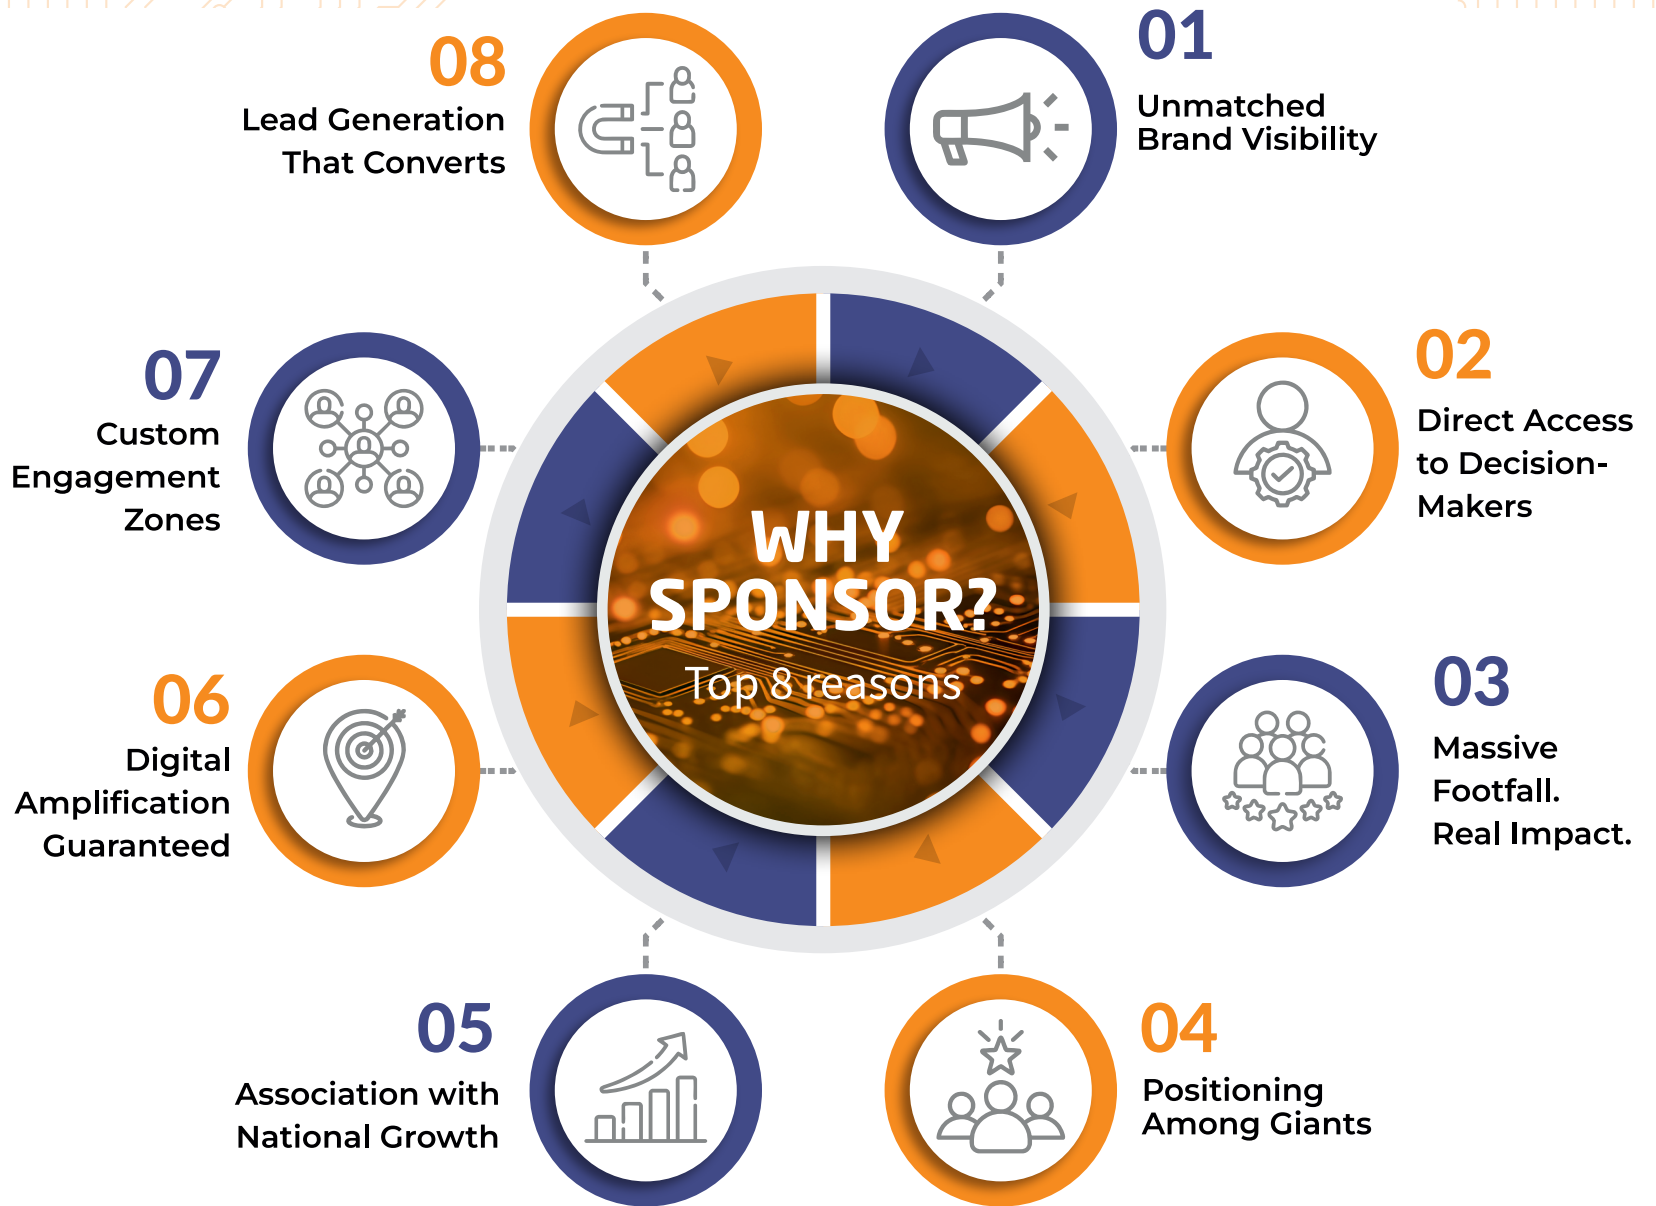 WHY
SPONSOR?
Top 8 reasons
01
Unmatched
Brand Visibility
02
Direct Access
to Decision-
Makers
03
Massive
Footfall.
Real Impact.
04
Positioning
Among Giants
05
Association with
National Growth
06
Digital
Amplification
Guaranteed
07
Custom
Engagement
Zones
08
Lead Generation
That Converts